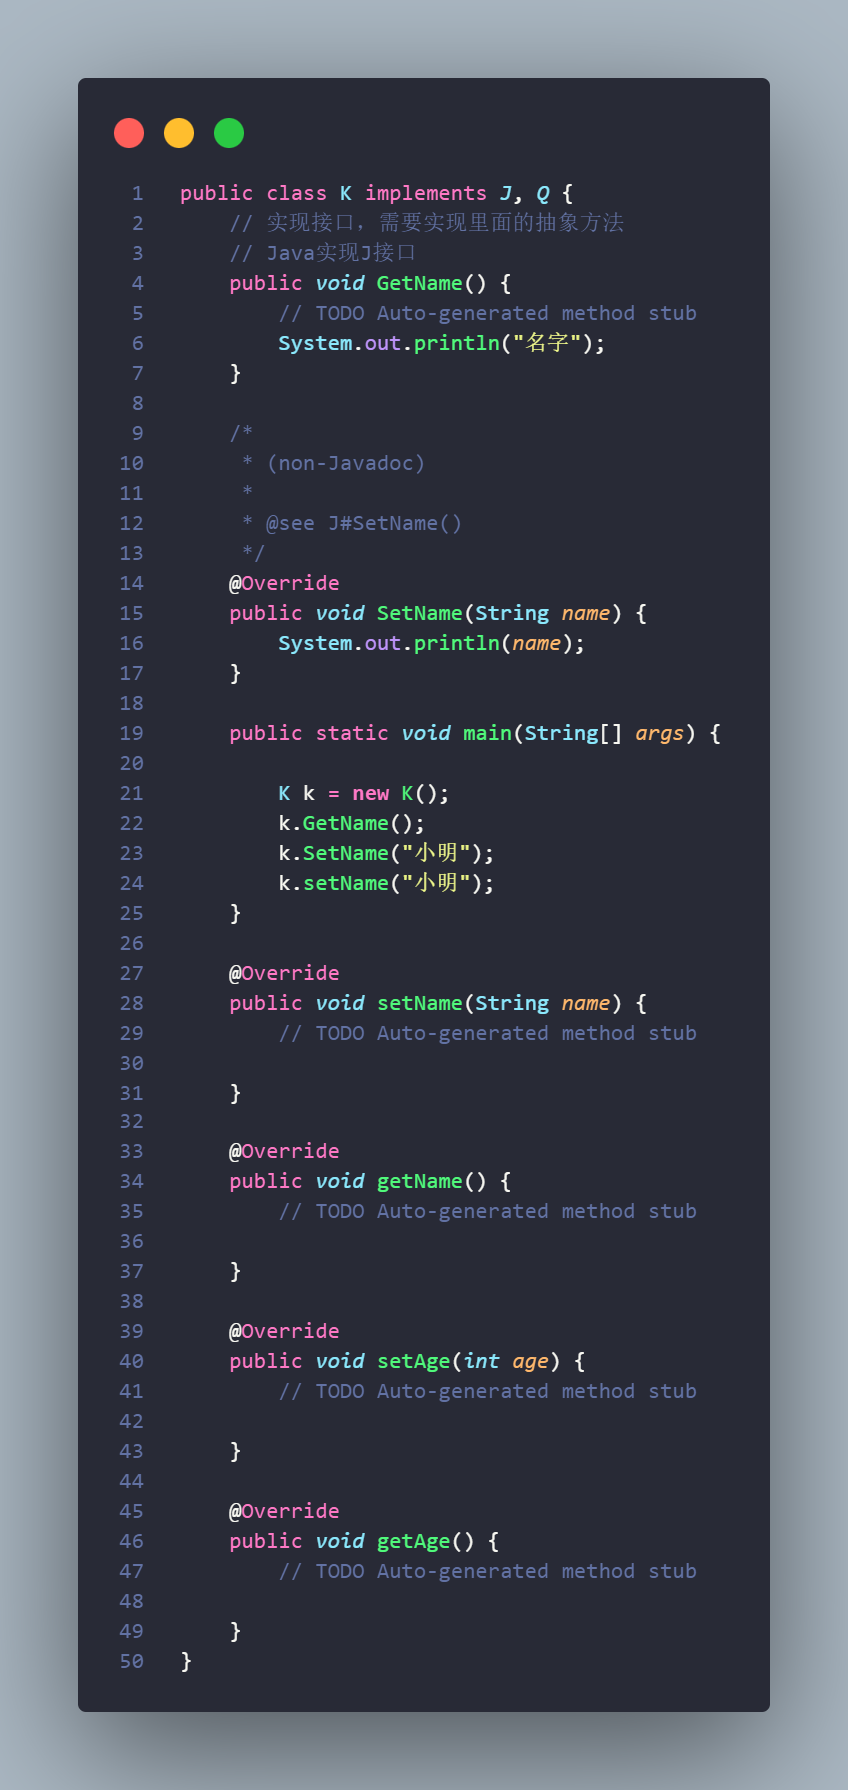 1 public class K implements J, Q {
2 // 实现接口，需要实现里面的抽象方法
3 // Java实现J接口
4 public void GetName() {
5 // TODO Auto-generated method stub
6 System.out.println("名字");
7 }
8
9 /*
10 * (non-Javadoc)
11 *
12 * @see J#SetName()
13 */
14 @Override
15 public void SetName(String name) {
16 System.out.println(name);
17 }
18
19 public static void main(String[] args) {
20
21 K k = new K();
22 k.GetName();
23 k.SetName("小明");
24 k.setName("小明");
25 }
26
27 @Override
28 public void setName(String name) {
29 // TODO Auto-generated method stub
30
31 }
32
33 @Override
34 public void getName() {
35 // TODO Auto-generated method stub
36
37 }
38
39 @Override
40 public void setAge(int age) {
41 // TODO Auto-generated method stub
42
43 }
44
45 @Override
46 public void getAge() {
47 // TODO Auto-generated method stub
48
49 }
50 }